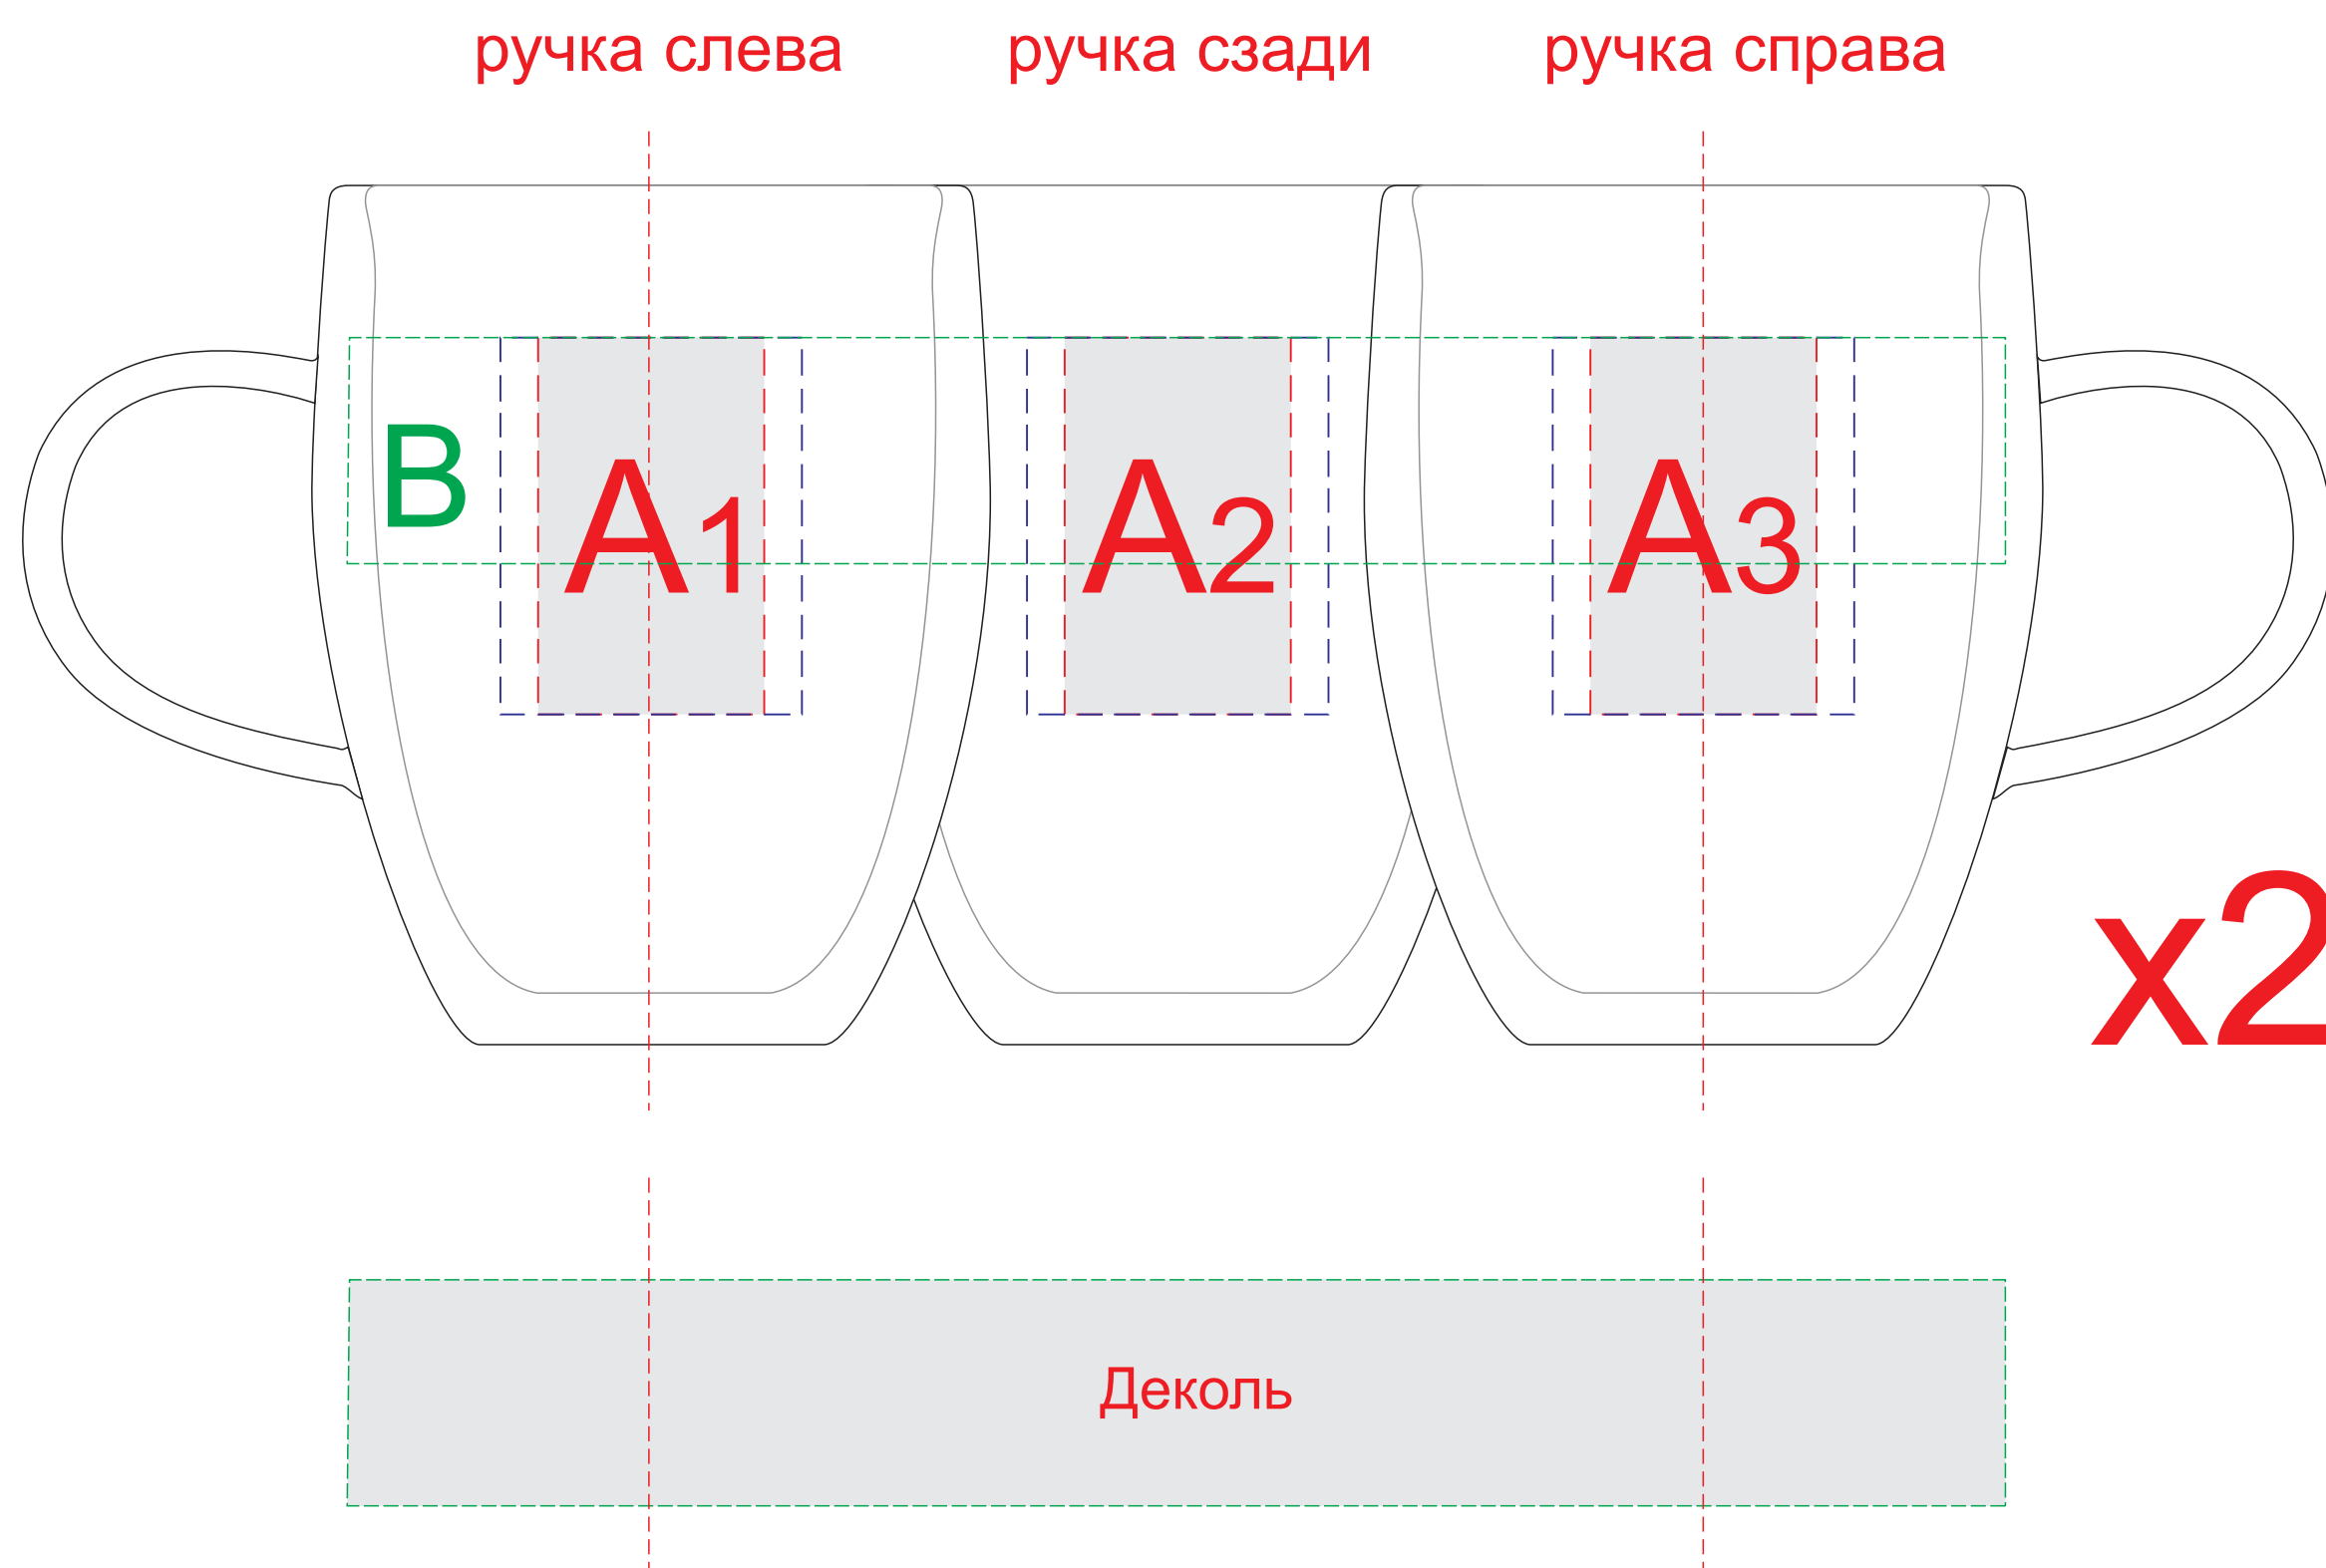 ручка слева
ручка сзади
ручка справа
B
A1
A2
A3
x2
Деколь